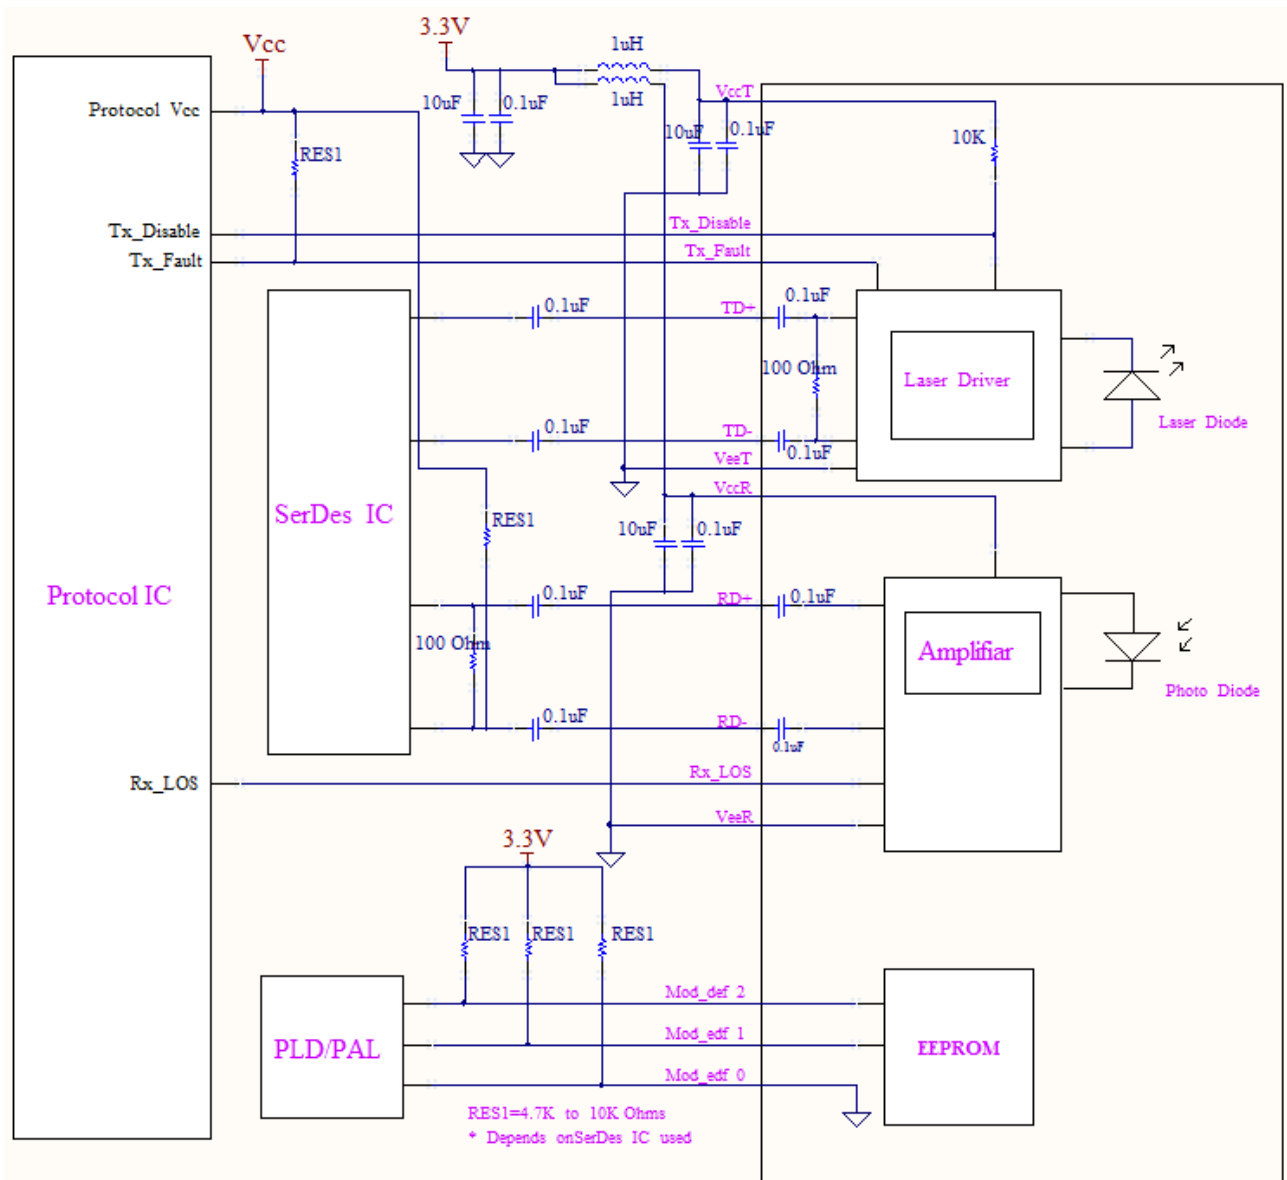 3.3V
1uH
Vcc
1uH
VccT
Protocol Vcc
10uF
0.1uF
10uF
0.1uF
10K
RES1
Tx_Disable
Tx_Disable
Tx_Fault
Tx_Fault
0.1uF
0.1uF
TD+
100 Ohm
Laser Driver
Laser Diode
0.1uF
TD-
0.1uF
VeeT
VccR
SerDes IC
RES1
10uF
0.1uF
Protocol IC
0.1uF
RD+
0.1uF
100 Ohm
Amplifiar
Photo Diode
0.1uF
RD-
0.1uF
Rx_LOS
Rx_LOS
VeeR
3.3V
RES1
RES1
RES1
Mod_def 2
PLD/PAL
Mod_edf 1
EEPROM
Mod_edf 0
RES1=4.7K to 10K Ohms
* Depends onSerDes IC used